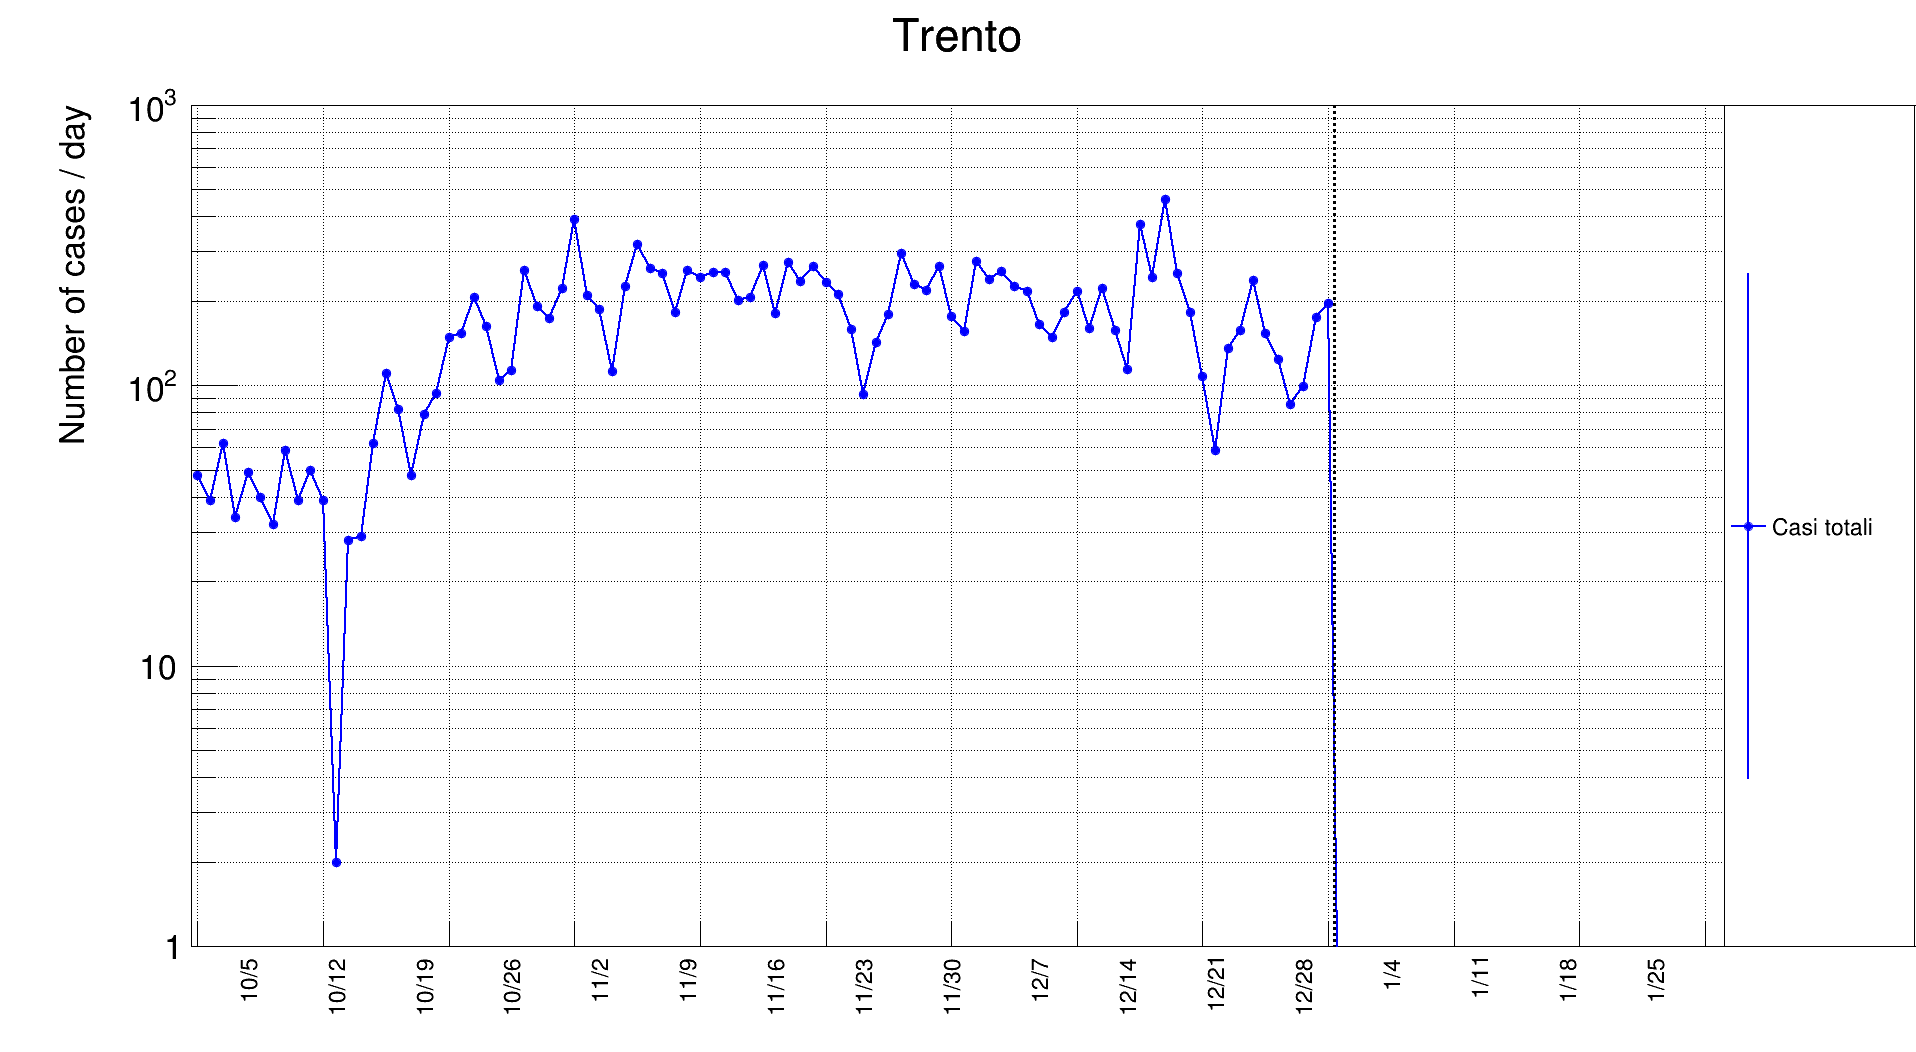 Trento
Number of cases / day
10³
10²
10
1
10/5 10/12 10/19 10/26 11/2 11/9 11/16 11/23 11/30 12/7 12/14 12/21 12/28 1/4 1/11 1/18 1/25
Casi totali